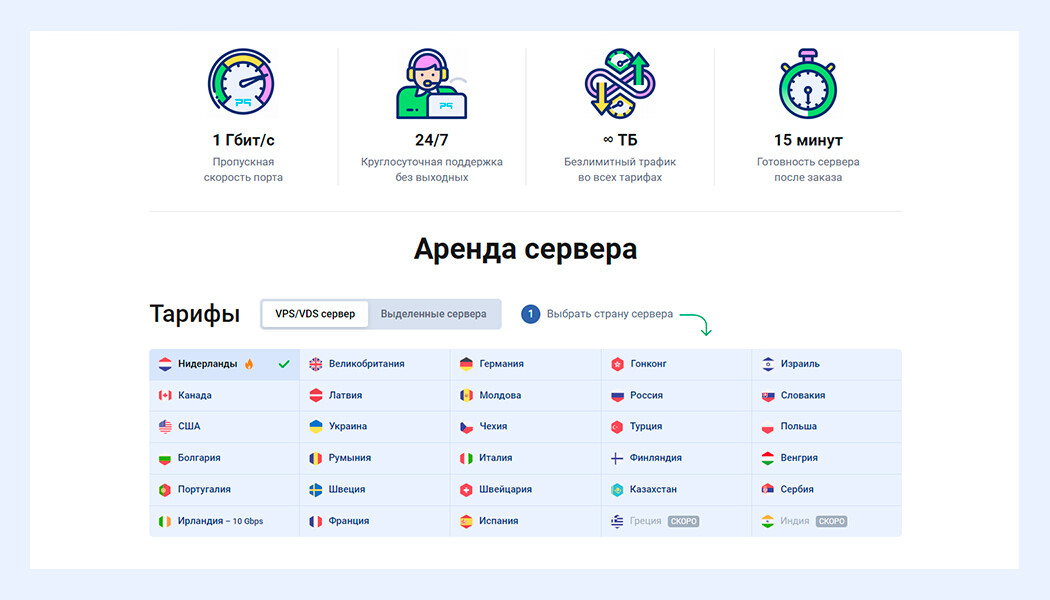 1 Гбит/с
Пропускная
скорость порта
24/7
Круглосуточная поддержка
без выходных
∞ ТБ
Безлимитный трафик
во всех тарифах
15 минут
Готовность сервера
после заказа
Аренда сервера
Тарифы
VPS/VDS сервер
Выделенные сервера
1 Выбрать страну сервера
Нидерланды
Великобритания
Германия
Гонконг
Израиль
Канада
Латвия
Молдова
Россия
Словакия
США
Украина
Чехия
Турция
Польша
Болгария
Румыния
Италия
Финляндия
Венгрия
Португалия
Швеция
Швейцария
Казахстан
Сербия
Ирландия – 10 Gbps
Франция
Испания
Греция СКОРО
Индия СКОРО